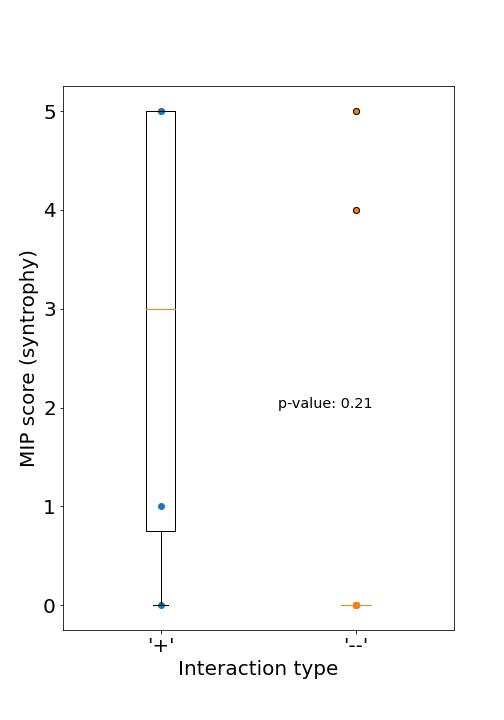 5
4
3
2
1
0
MIP score (syntrophy)
p-value: 0.21
'+' '--'
Interaction type